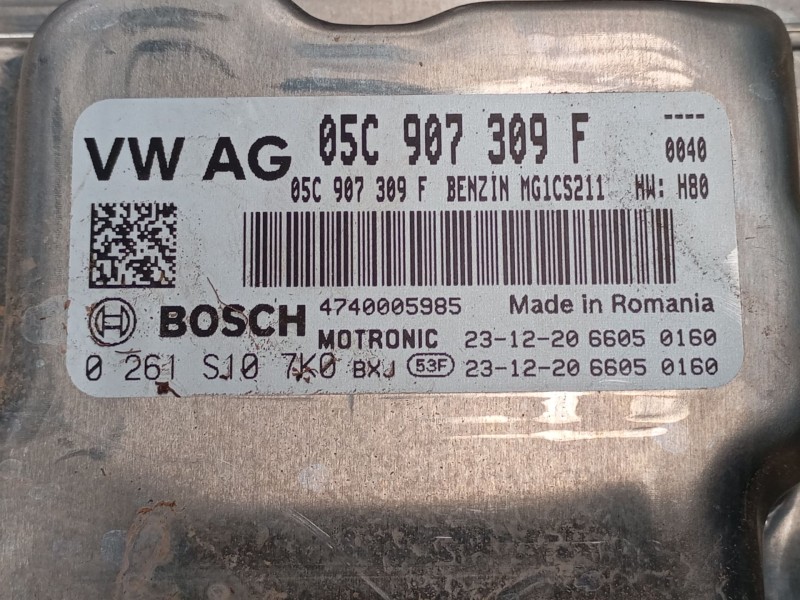 VW AG 05C 907 309 F ----
0040
05C 907 309 F BENZIN MG1CS211 HW: H80
BOSCH 4740005985 Made in Romania
MOTRONIC 23-12-20 6605 0160
0 261 S10 7K0 BXJ 53F 23-12-20 6605 0160